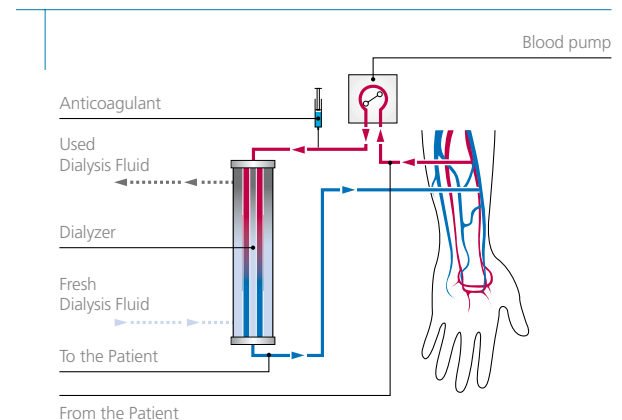 Blood pump
Anticoagulant
Used
Dialysis Fluid
Dialyzer
Fresh
Dialysis Fluid
To the Patient
From the Patient